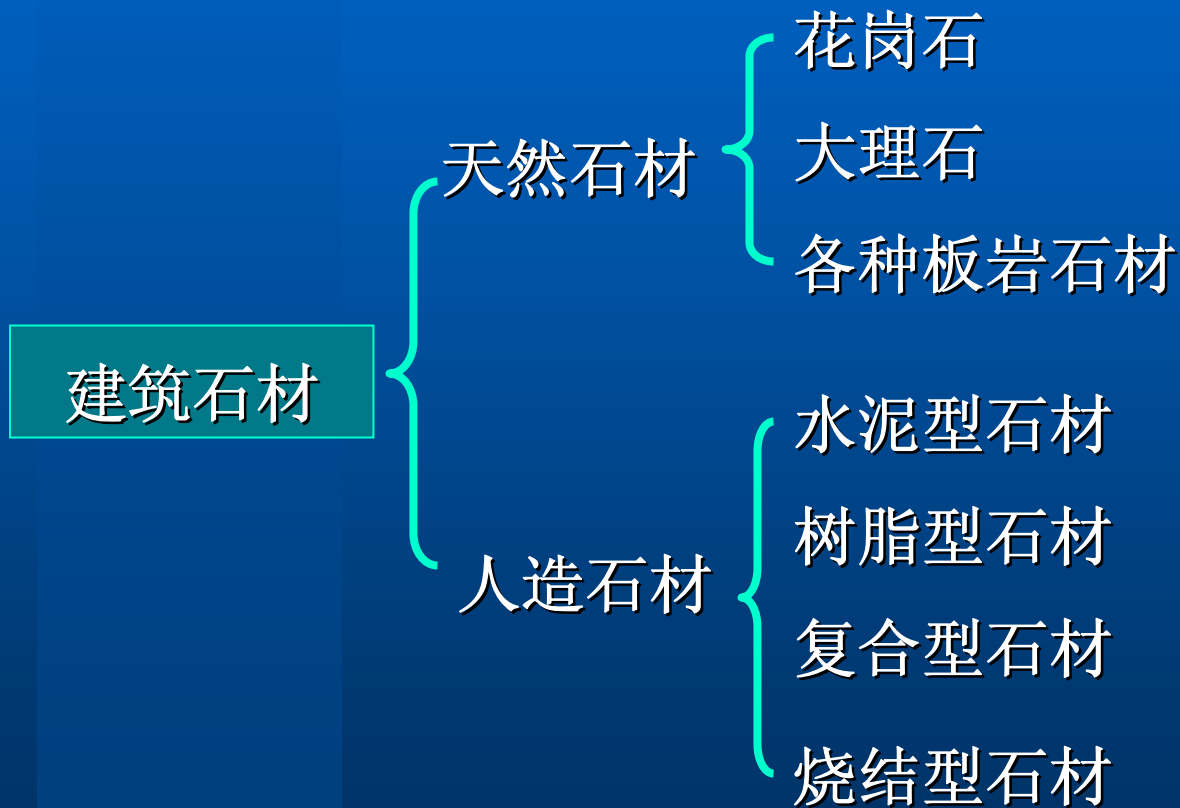 建筑石材
天然石材
花岗石
大理石
各种板岩石材
人造石材
水泥型石材
树脂型石材
复合型石材
烧结型石材